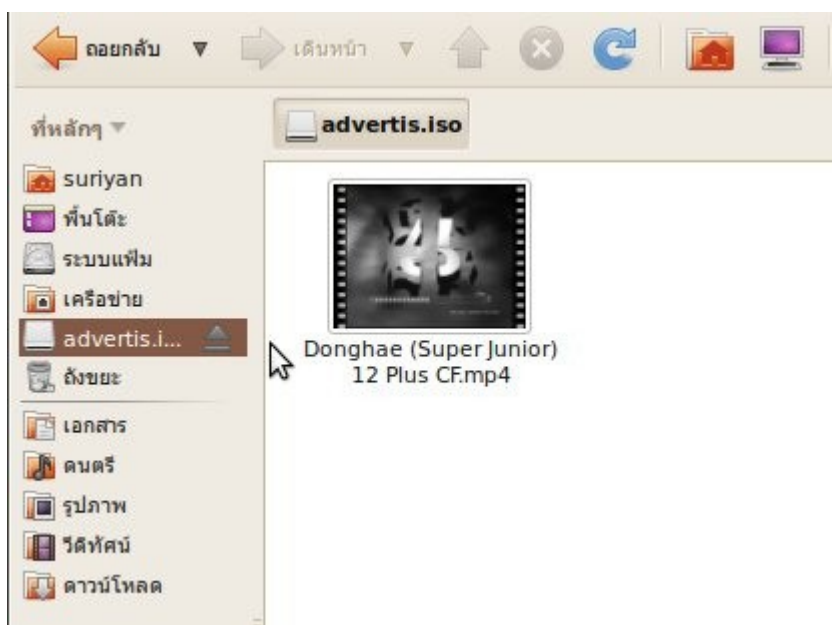 ถอยกลับ
เดินหน้า
ที่หลักๆ
advertis.iso
suriyan
พื้นโต๊ะ
ระบบแฟ้ม
เครือข่าย
advertis.i...
ถังขยะ
เอกสาร
ดนตรี
รูปภาพ
วีดิทัศน์
ดาวน์โหลด
Donghae (Super Junior)
12 Plus CF.mp4